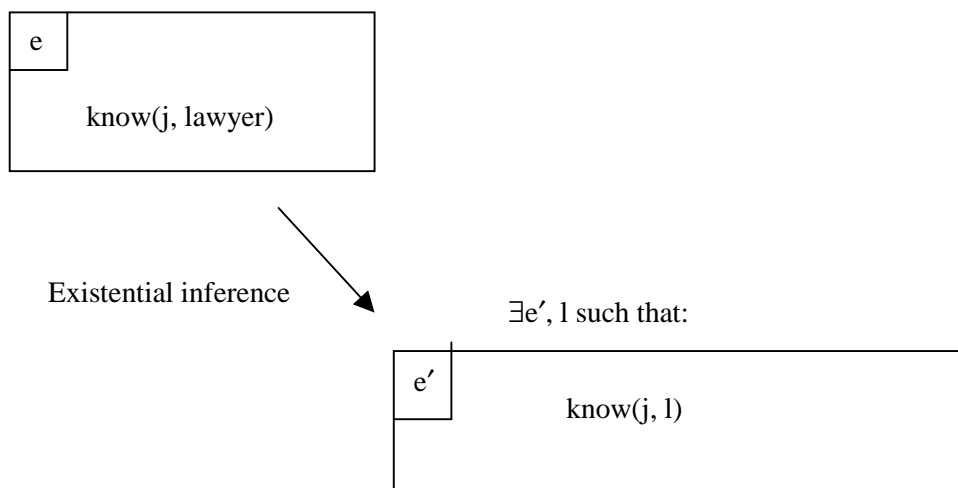 e
know(j, lawyer)
Existential inference
∃e′, l such that:
e′
know(j, l)